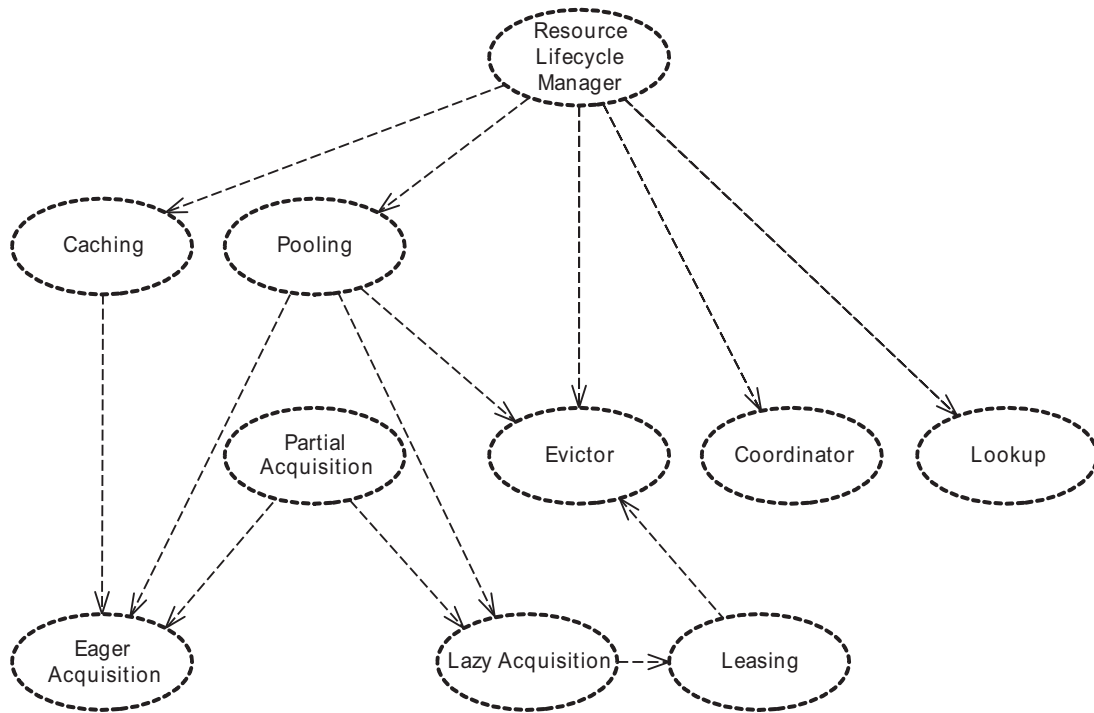 Resource
Lifecycle
Manager
Caching
Pooling
Partial
Acquisition
Evictor
Coordinator
Lookup
Eager
Acquisition
Lazy Acquisition
Leasing